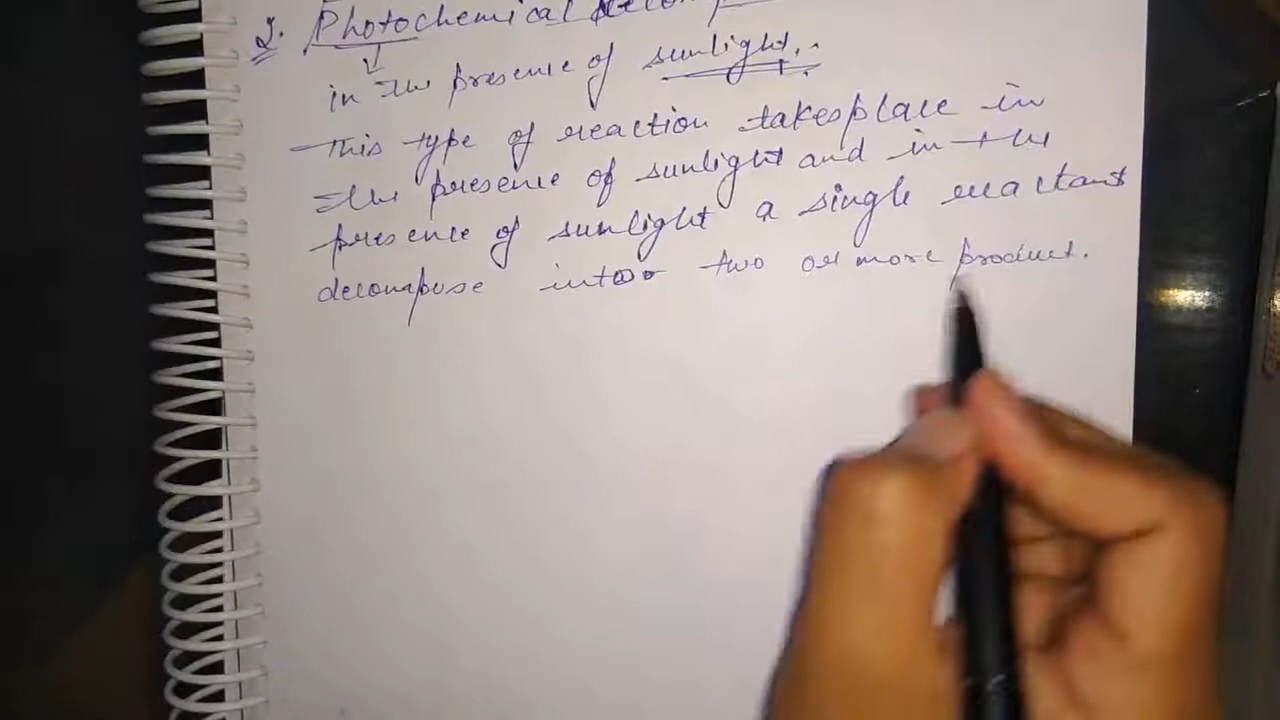 2. Photochemical decomp
in the presence of sunlight.
This type of reaction takesplace in
the presence of sunlight and in the
presence of sunlight a single reactant
decompose into two or more product.